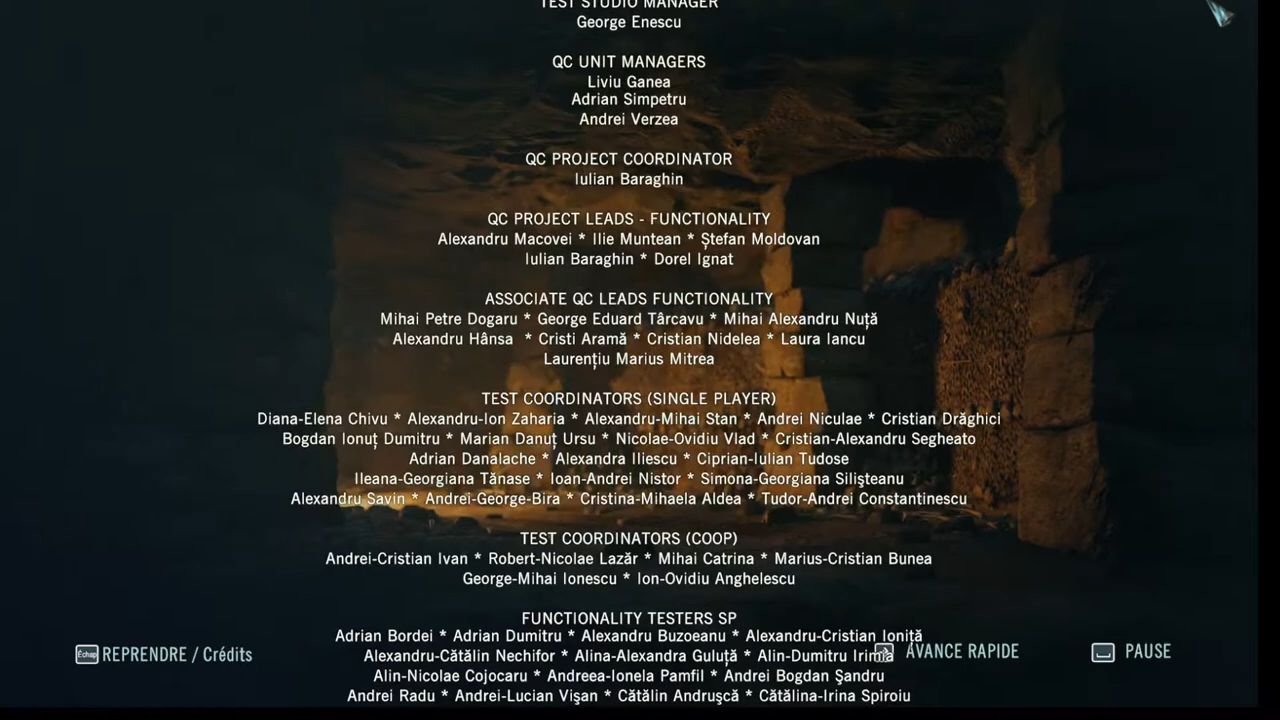 TEST STUDIO MANAGER
George Enescu
QC UNIT MANAGERS
Liviu Ganea
Adrian Simpetru
Andrei Verzea
QC PROJECT COORDINATOR
Iulian Baraghin
QC PROJECT LEADS - FUNCTIONALITY
Alexandru Macovei * Ilie Muntean * Ștefan Moldovan
Iulian Baraghin * Dorel Ignat
ASSOCIATE QC LEADS FUNCTIONALITY
Mihai Petre Dogaru * George Eduard Târcavu * Mihai Alexandru Nuță
Alexandru Hânsa * Cristi Aramă * Cristian Nidelea * Laura Iancu
Laurențiu Marius Mitrea
TEST COORDINATORS (SINGLE PLAYER)
Diana-Elena Chivu * Alexandru-Ion Zaharia * Alexandru-Mihai Stan * Andrei Niculae * Cristian Drăghici
Bogdan Ionuț Dumitru * Marian Danuț Ursu * Nicolae-Ovidiu Vlad * Cristian-Alexandru Segheato
Adrian Danalache * Alexandra Iliescu * Ciprian-Iulian Tudose
Ileana-Georgiana Tănase * Ioan-Andrei Nistor * Simona-Georgiana Silișteanu
Alexandru Savin * Andrei-George-Bira * Cristina-Mihaela Aldea * Tudor-Andrei Constantinescu
TEST COORDINATORS (COOP)
Andrei-Cristian Ivan * Robert-Nicolae Lazăr * Mihai Catrina * Marius-Cristian Bunea
George-Mihai Ionescu * Ion-Ovidiu Anghelescu
FUNCTIONALITY TESTERS SP
Adrian Bordei * Adrian Dumitru * Alexandru Buzoeanu * Alexandru-Cristian Ioniță
Alexandru-Cătălin Nechifor * Alina-Alexandra Guluță * Alin-Dumitru Irimia
Alin-Nicolae Cojocaru * Andreea-Ionela Pamfil * Andrei Bogdan Şandru
Andrei Radu * Andrei-Lucian Vişan * Cătălin Andruşcă * Cătălina-Irina Spiroiu
Échap REPRENDRE / Crédits
AVANCE RAPIDE
PAUSE